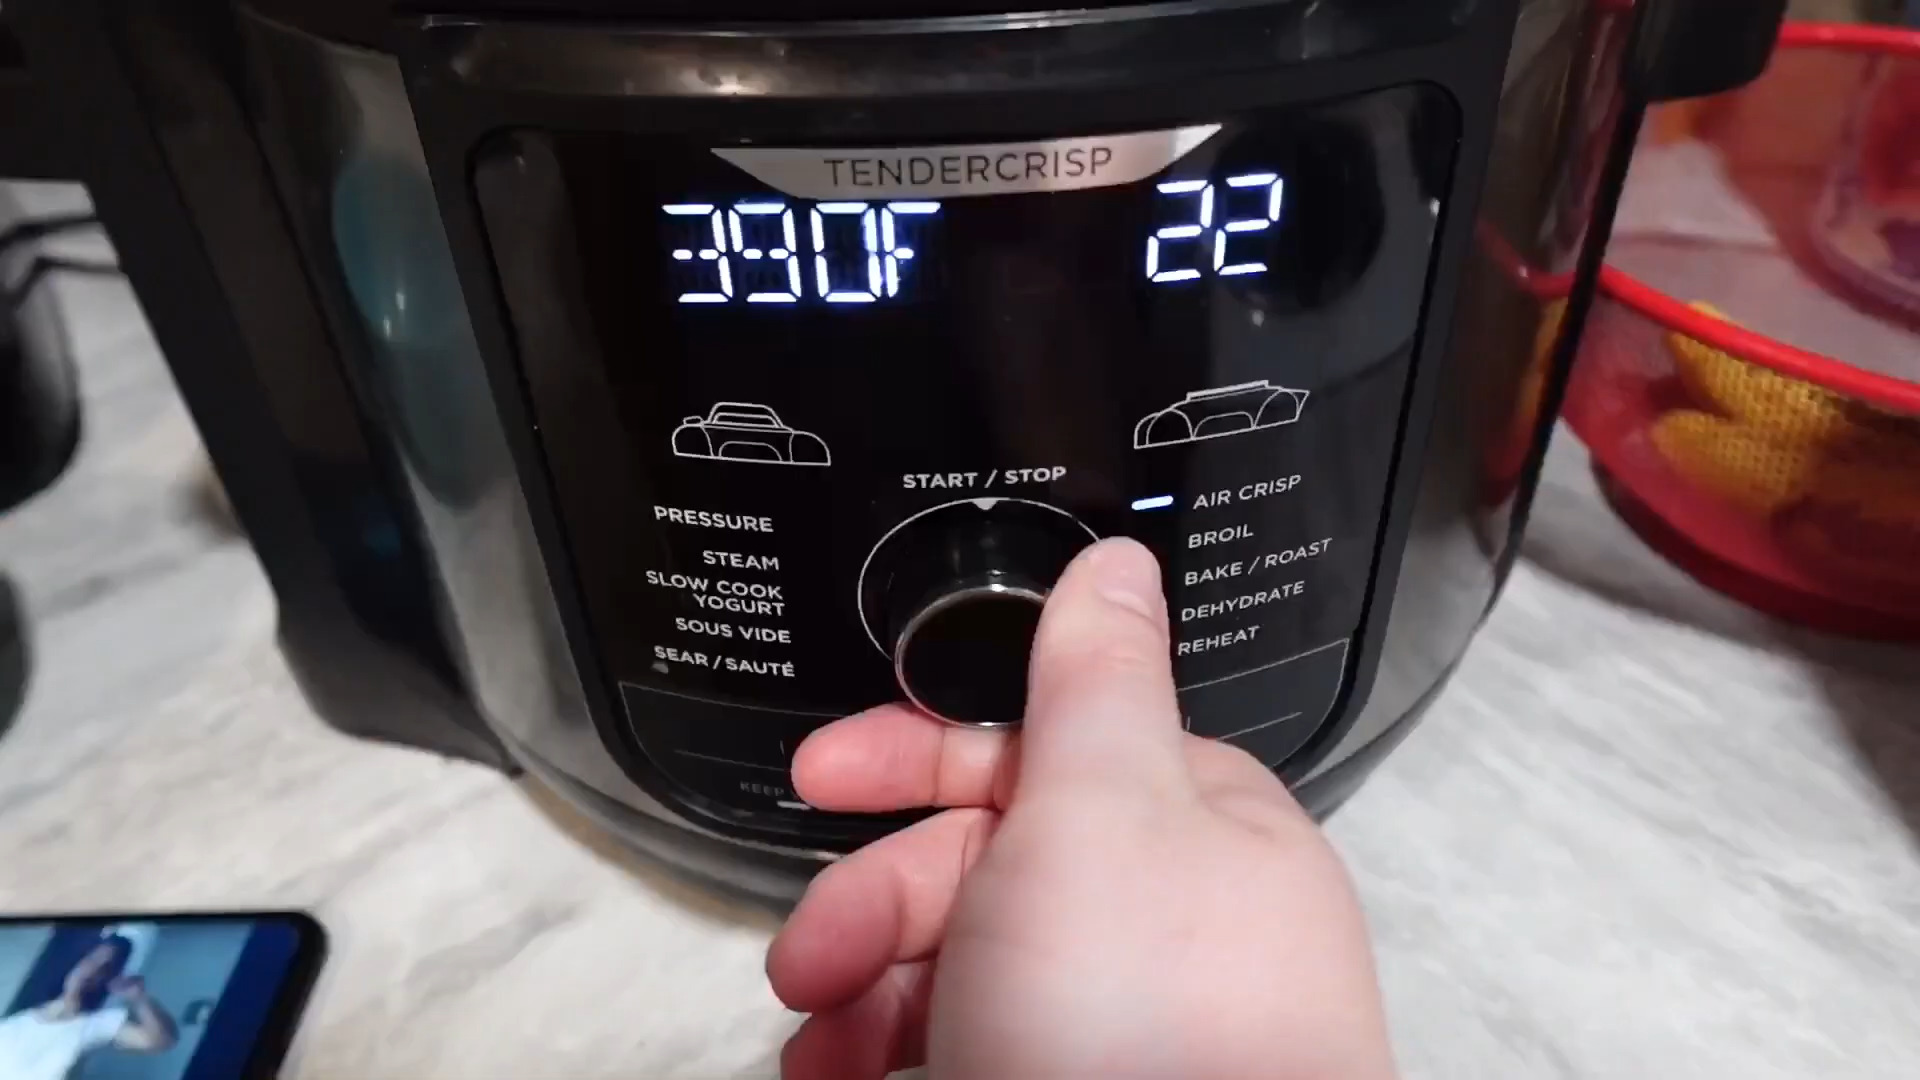 TENDERCRISP
390F 22
START / STOP
PRESSURE
STEAM
SLOW COOK
YOGURT
SOUS VIDE
SEAR / SAUTÉ
AIR CRISP
BROIL
BAKE / ROAST
DEHYDRATE
REHEAT
KEEP